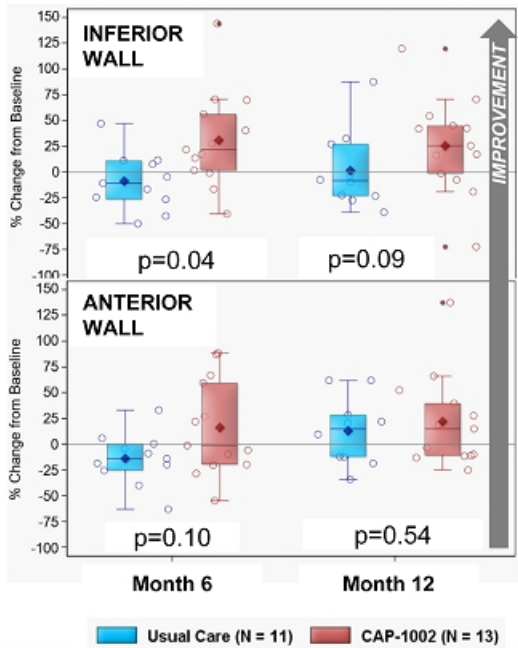 150
INFERIOR
WALL
125
100
75
50
25
0
-25
-50
-75
-100
% Change from Baseline
p=0.04
p=0.09
IMPROVEMENT
150
ANTERIOR
WALL
125
100
75
50
25
0
-25
-50
-75
-100
% Change from Baseline
p=0.10
p=0.54
Month 6
Month 12
Usual Care (N = 11)
CAP-1002 (N = 13)